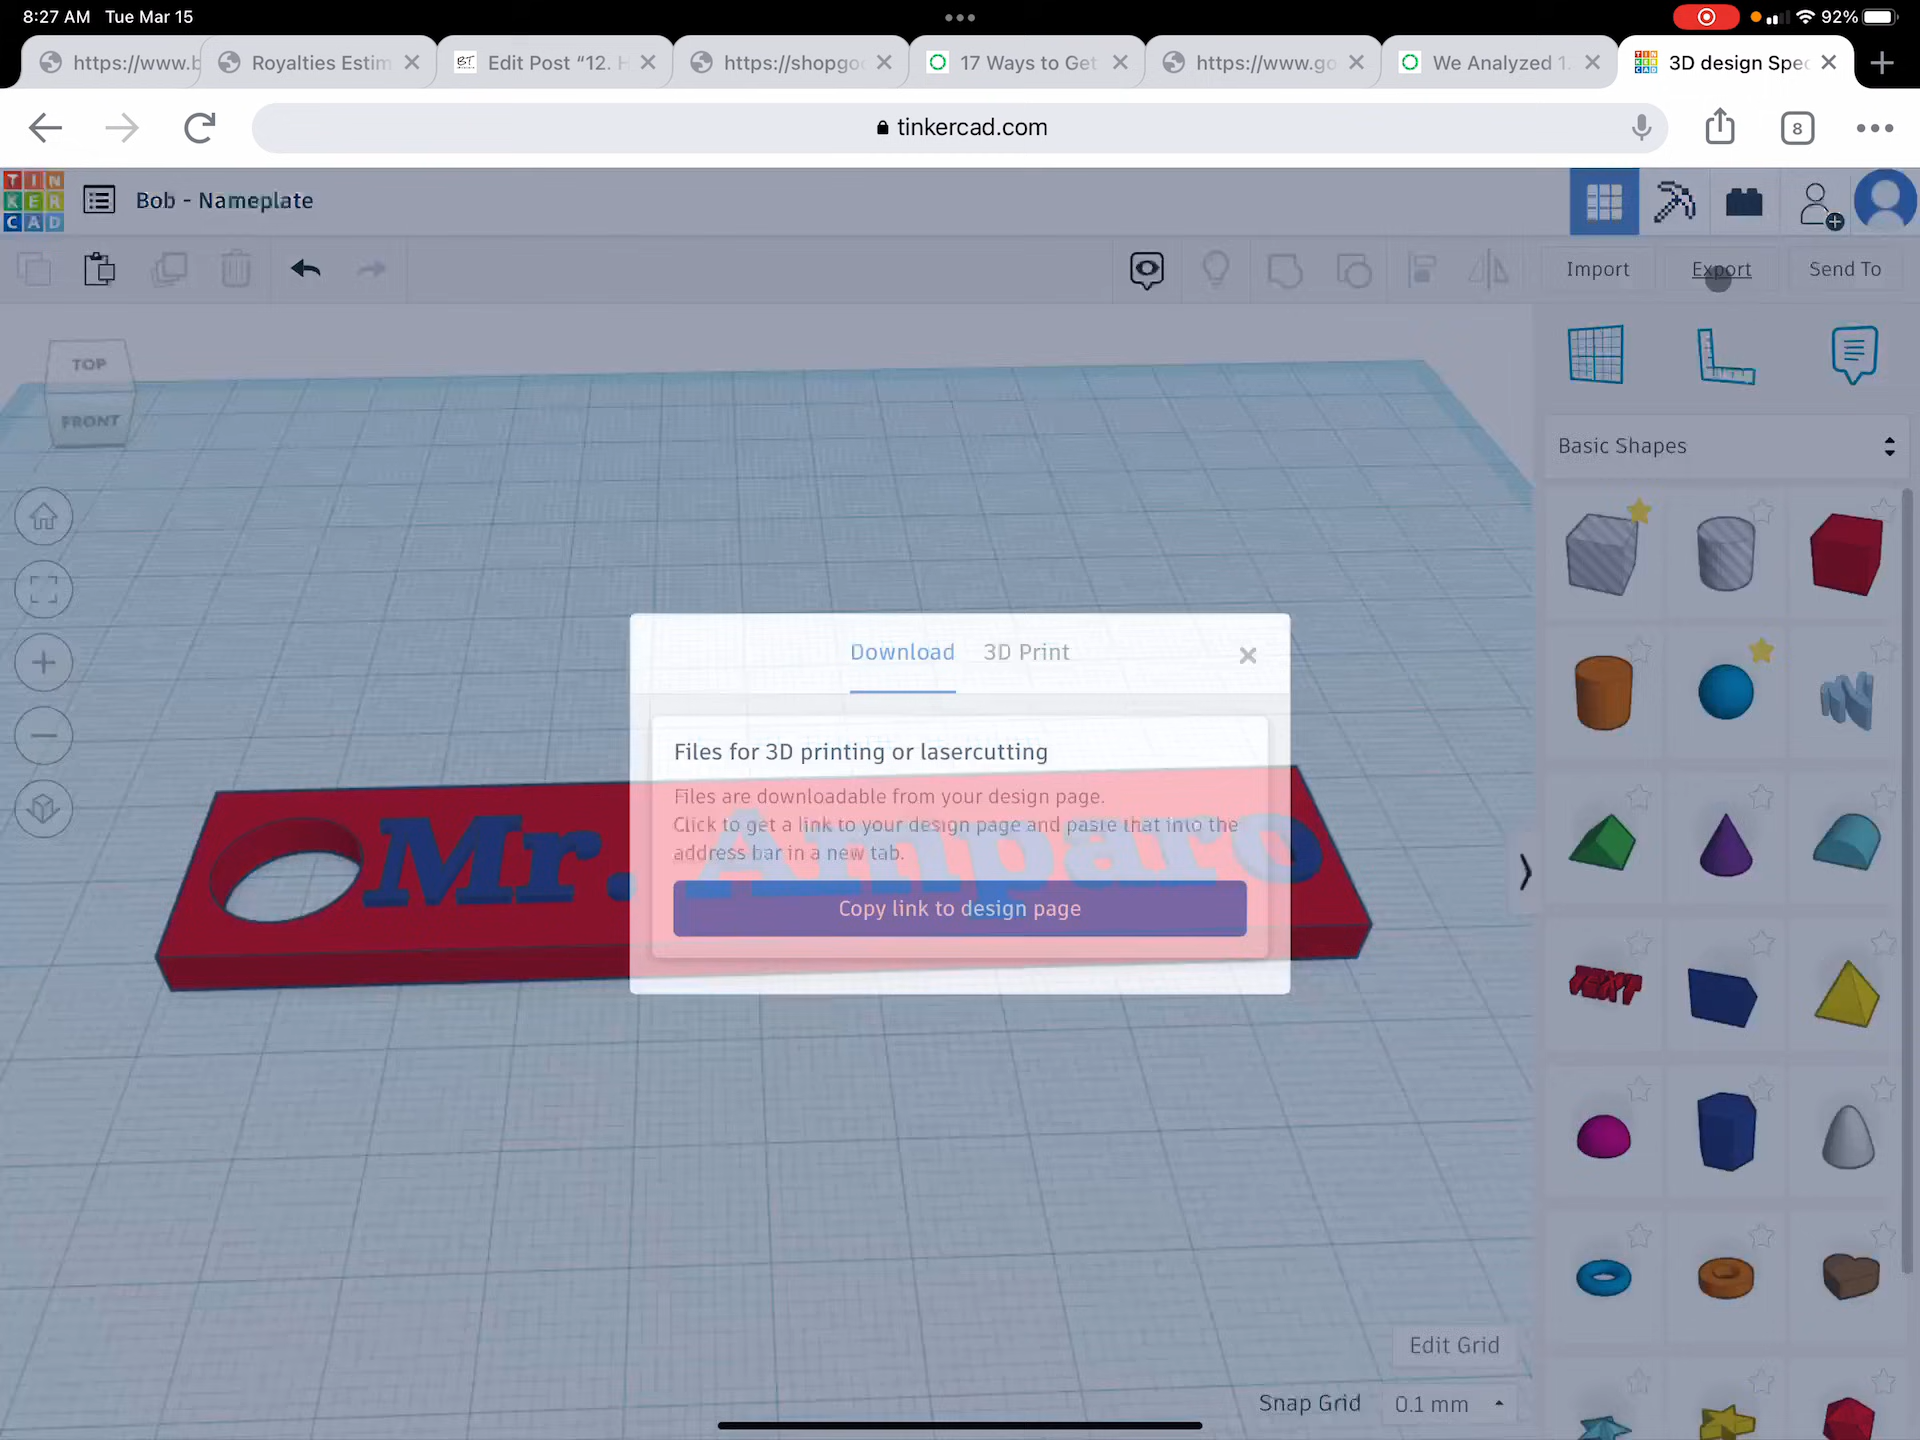 8:27 AM Tue Mar 15
92%
https://www.b
Royalties Estim
BT
Edit Post “12. H
https://shopgoo
17 Ways to Get
https://www.go
We Analyzed 1.
3D design Spec
tinkercad.com
8
TIN
KER
CAD
Bob - Nameplate
Import
Export
Send To
TOP
FRONT
Basic Shapes
Download
3D Print
Files for 3D printing or lasercutting
Files are downloadable from your design page.
Click to get a link to your design page and paste that into the
address bar in a new tab.
Copy link to design page
Mr. Amparo
TEXT
Edit Grid
Snap Grid
0.1 mm